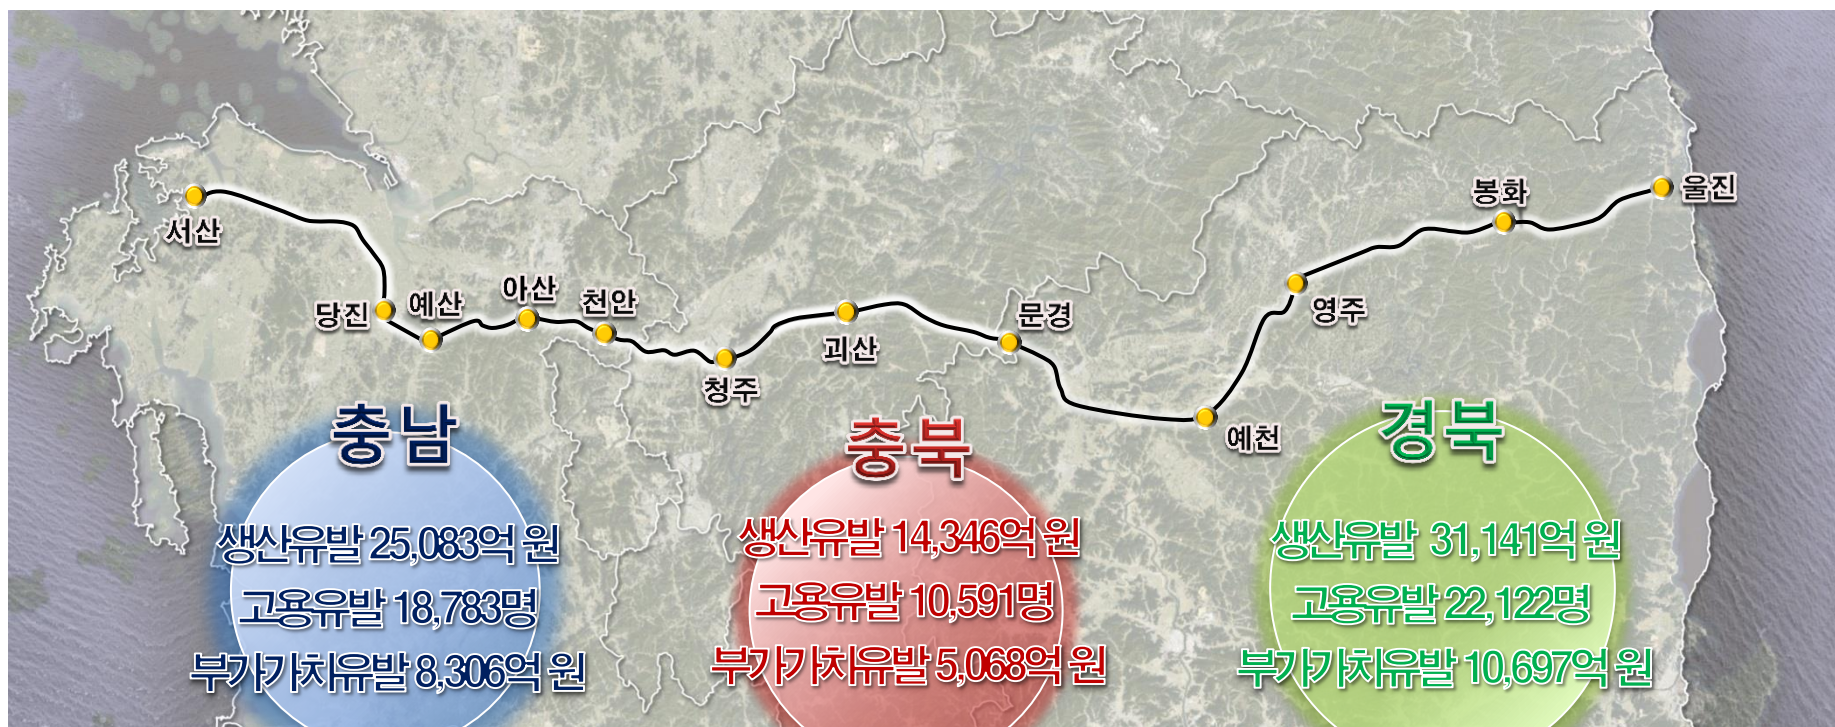 서산
당진
예산
아산
천안
청주
괴산
문경
예천
영주
봉화
울진
충남
생산유발 25,083억 원
고용유발 18,783명
부가가치유발 8,306억 원
충북
생산유발 14,346억 원
고용유발 10,591명
부가가치유발 5,068억 원
경북
생산유발 31,141억 원
고용유발 22,122명
부가가치유발 10,697억 원